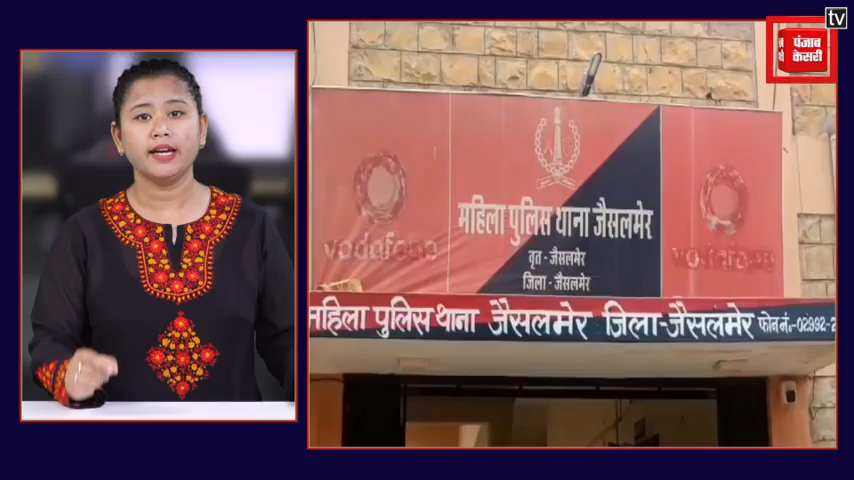 tv
पंजाब
केसरी
महिला पुलिस थाना जैसलमेर
वृत - जैसलमेर
जिला - जैसलमेर
vodafone
vodafone
महिला पुलिस थाना जैसलमेर जिला-जैसलमेर फोन नं.-02992-2